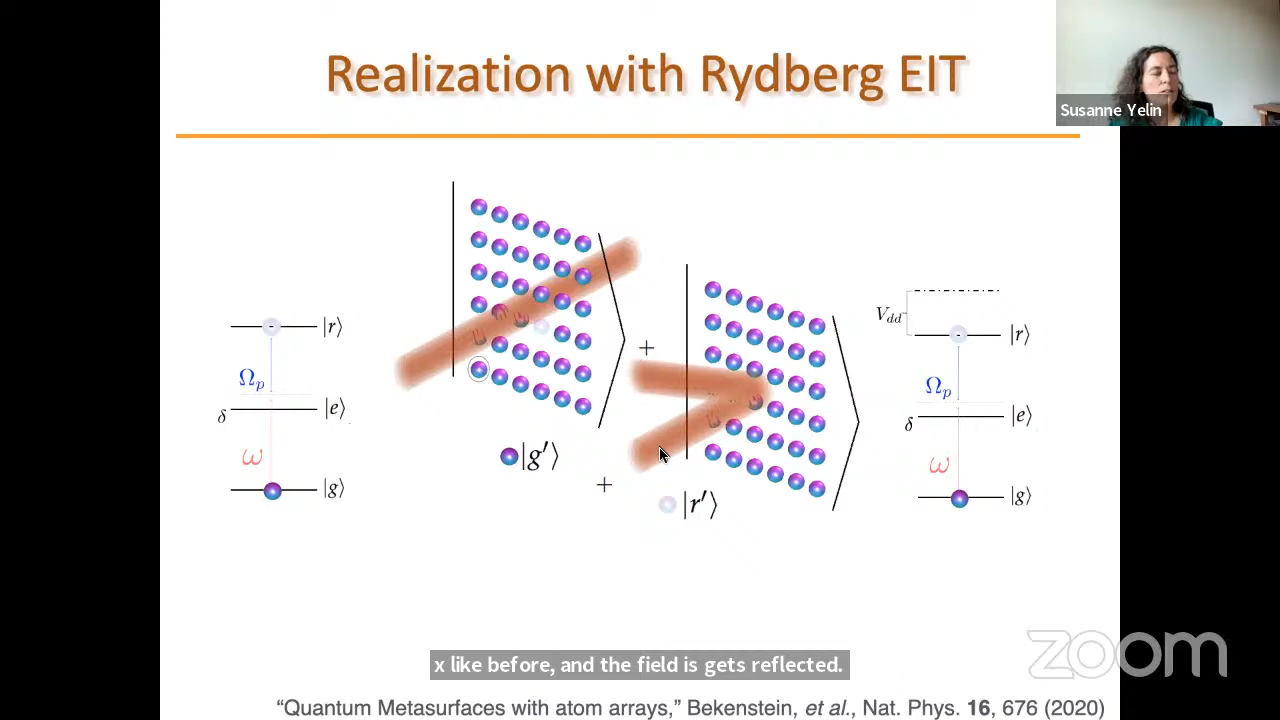 Realization with Rydberg EIT
Susanne Yelin
|r⟩
Ω_p
|e⟩
δ
ω
|g⟩
+
|g′⟩
+
|r′⟩
V_dd
|r⟩
Ω_p
|e⟩
δ
ω
|g⟩
x like before, and the field is gets reflected.
zoom
“Quantum Metasurfaces with atom arrays,” Bekenstein, et al., Nat. Phys. 16, 676 (2020)